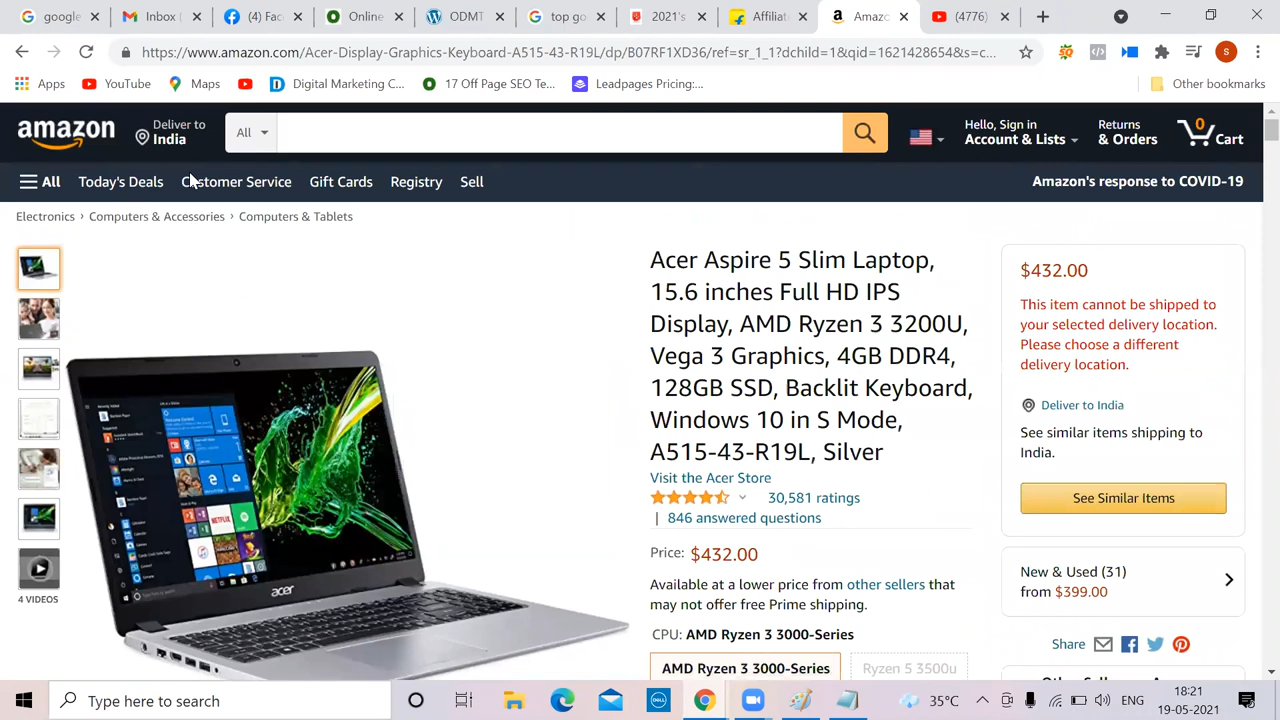 google
Inbox (
(4) Fac
Online
ODMT
top go
2021's
Affiliate
Amazo
(4776)
https://www.amazon.com/Acer-Display-Graphics-Keyboard-A515-43-R19L/dp/B07RF1XD36/ref=sr_1_1?dchild=1&qid=1621428654&s=c...
Apps
YouTube
Maps
Digital Marketing C...
17 Off Page SEO Te...
Leadpages Pricing:...
Other bookmarks
amazon
Deliver to
India
All
Hello, Sign in
Account & Lists
Returns
& Orders
0
Cart
All
Today's Deals
Customer Service
Gift Cards
Registry
Sell
Amazon's response to COVID-19
Electronics › Computers & Accessories › Computers & Tablets
4 VIDEOS
acer
Acer Aspire 5 Slim Laptop,
15.6 inches Full HD IPS
Display, AMD Ryzen 3 3200U,
Vega 3 Graphics, 4GB DDR4,
128GB SSD, Backlit Keyboard,
Windows 10 in S Mode,
A515-43-R19L, Silver
Visit the Acer Store
30,581 ratings
| 846 answered questions
Price: $432.00
Available at a lower price from other sellers that
may not offer free Prime shipping.
CPU: AMD Ryzen 3 3000-Series
AMD Ryzen 3 3000-Series
Ryzen 5 3500u
$432.00
This item cannot be shipped to
your selected delivery location.
Please choose a different
delivery location.
Deliver to India
See similar items shipping to
India.
See Similar Items
New & Used (31)
from $399.00
Share
Type here to search
DELL
35°C
ENG
18:21
19-05-2021